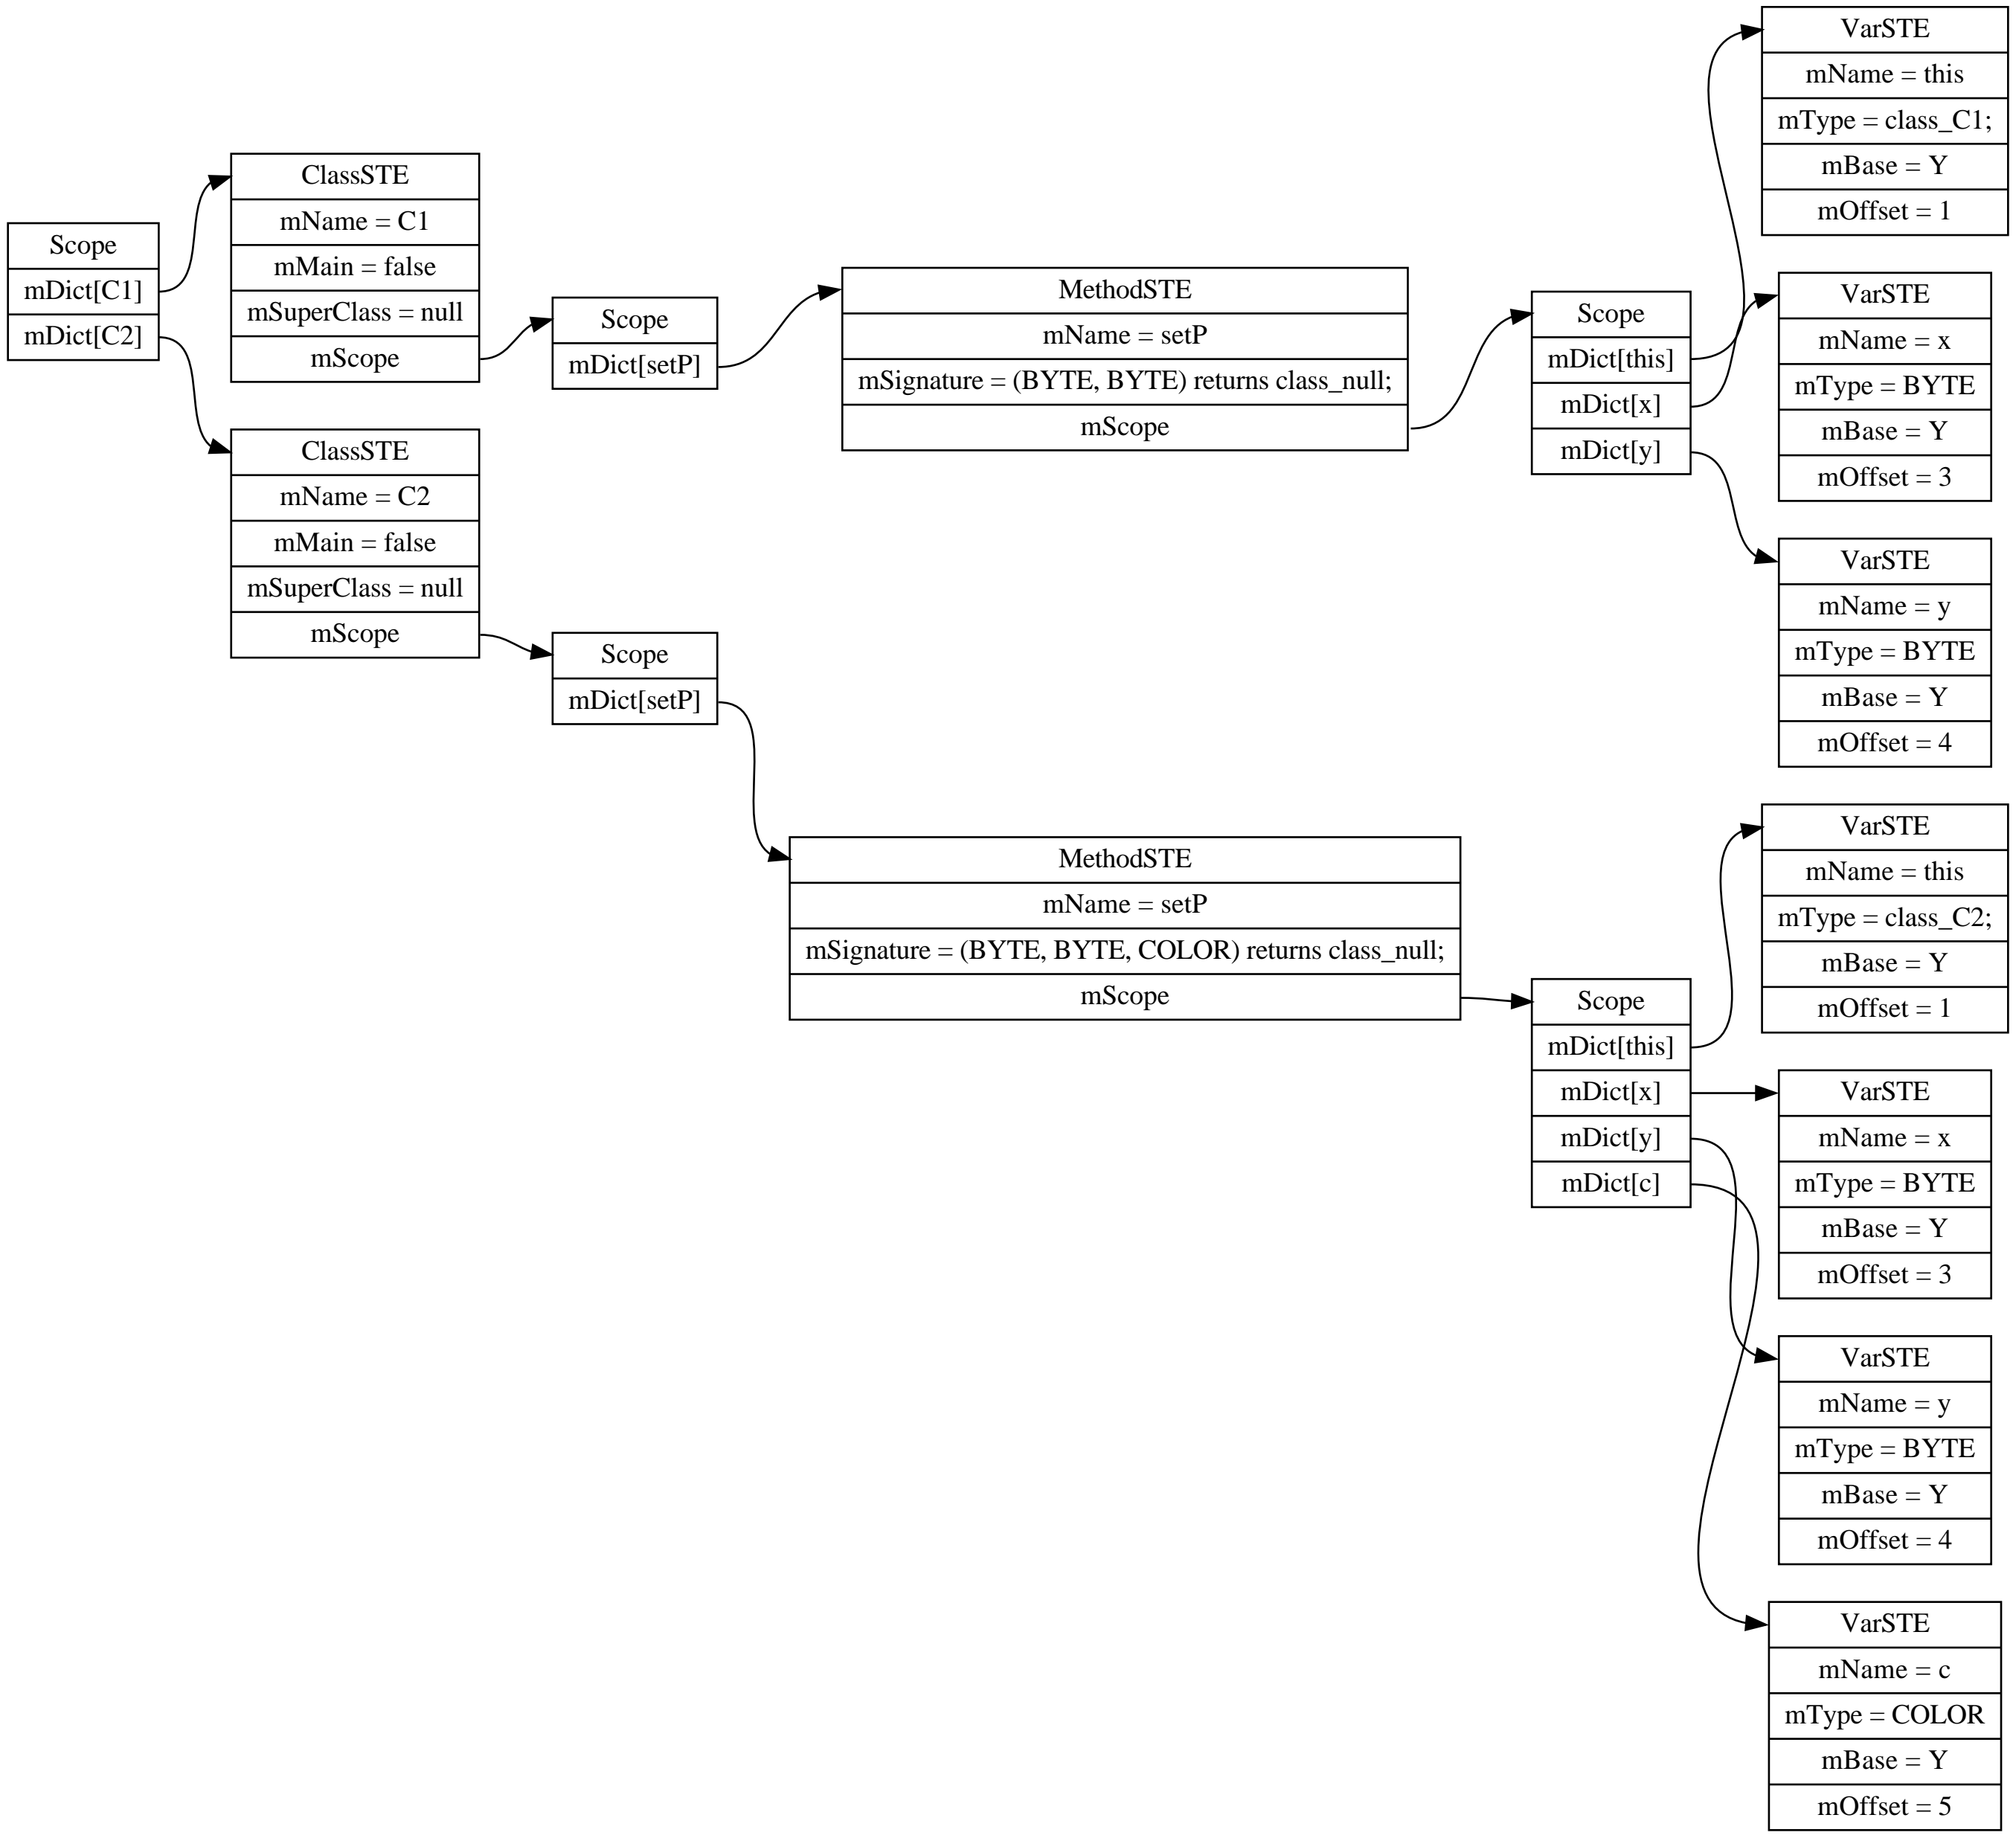 Scope
mDict[C1]
mDict[C2]
ClassSTE
mName = C1
mMain = false
mSuperClass = null
mScope
ClassSTE
mName = C2
mMain = false
mSuperClass = null
mScope
Scope
mDict[setP]
Scope
mDict[setP]
MethodSTE
mName = setP
mSignature = (BYTE, BYTE) returns class_null;
mScope
MethodSTE
mName = setP
mSignature = (BYTE, BYTE, COLOR) returns class_null;
mScope
Scope
mDict[this]
mDict[x]
mDict[y]
Scope
mDict[this]
mDict[x]
mDict[y]
mDict[c]
VarSTE
mName = this
mType = class_C1;
mBase = Y
mOffset = 1
VarSTE
mName = x
mType = BYTE
mBase = Y
mOffset = 3
VarSTE
mName = y
mType = BYTE
mBase = Y
mOffset = 4
VarSTE
mName = this
mType = class_C2;
mBase = Y
mOffset = 1
VarSTE
mName = x
mType = BYTE
mBase = Y
mOffset = 3
VarSTE
mName = y
mType = BYTE
mBase = Y
mOffset = 4
VarSTE
mName = c
mType = COLOR
mBase = Y
mOffset = 5